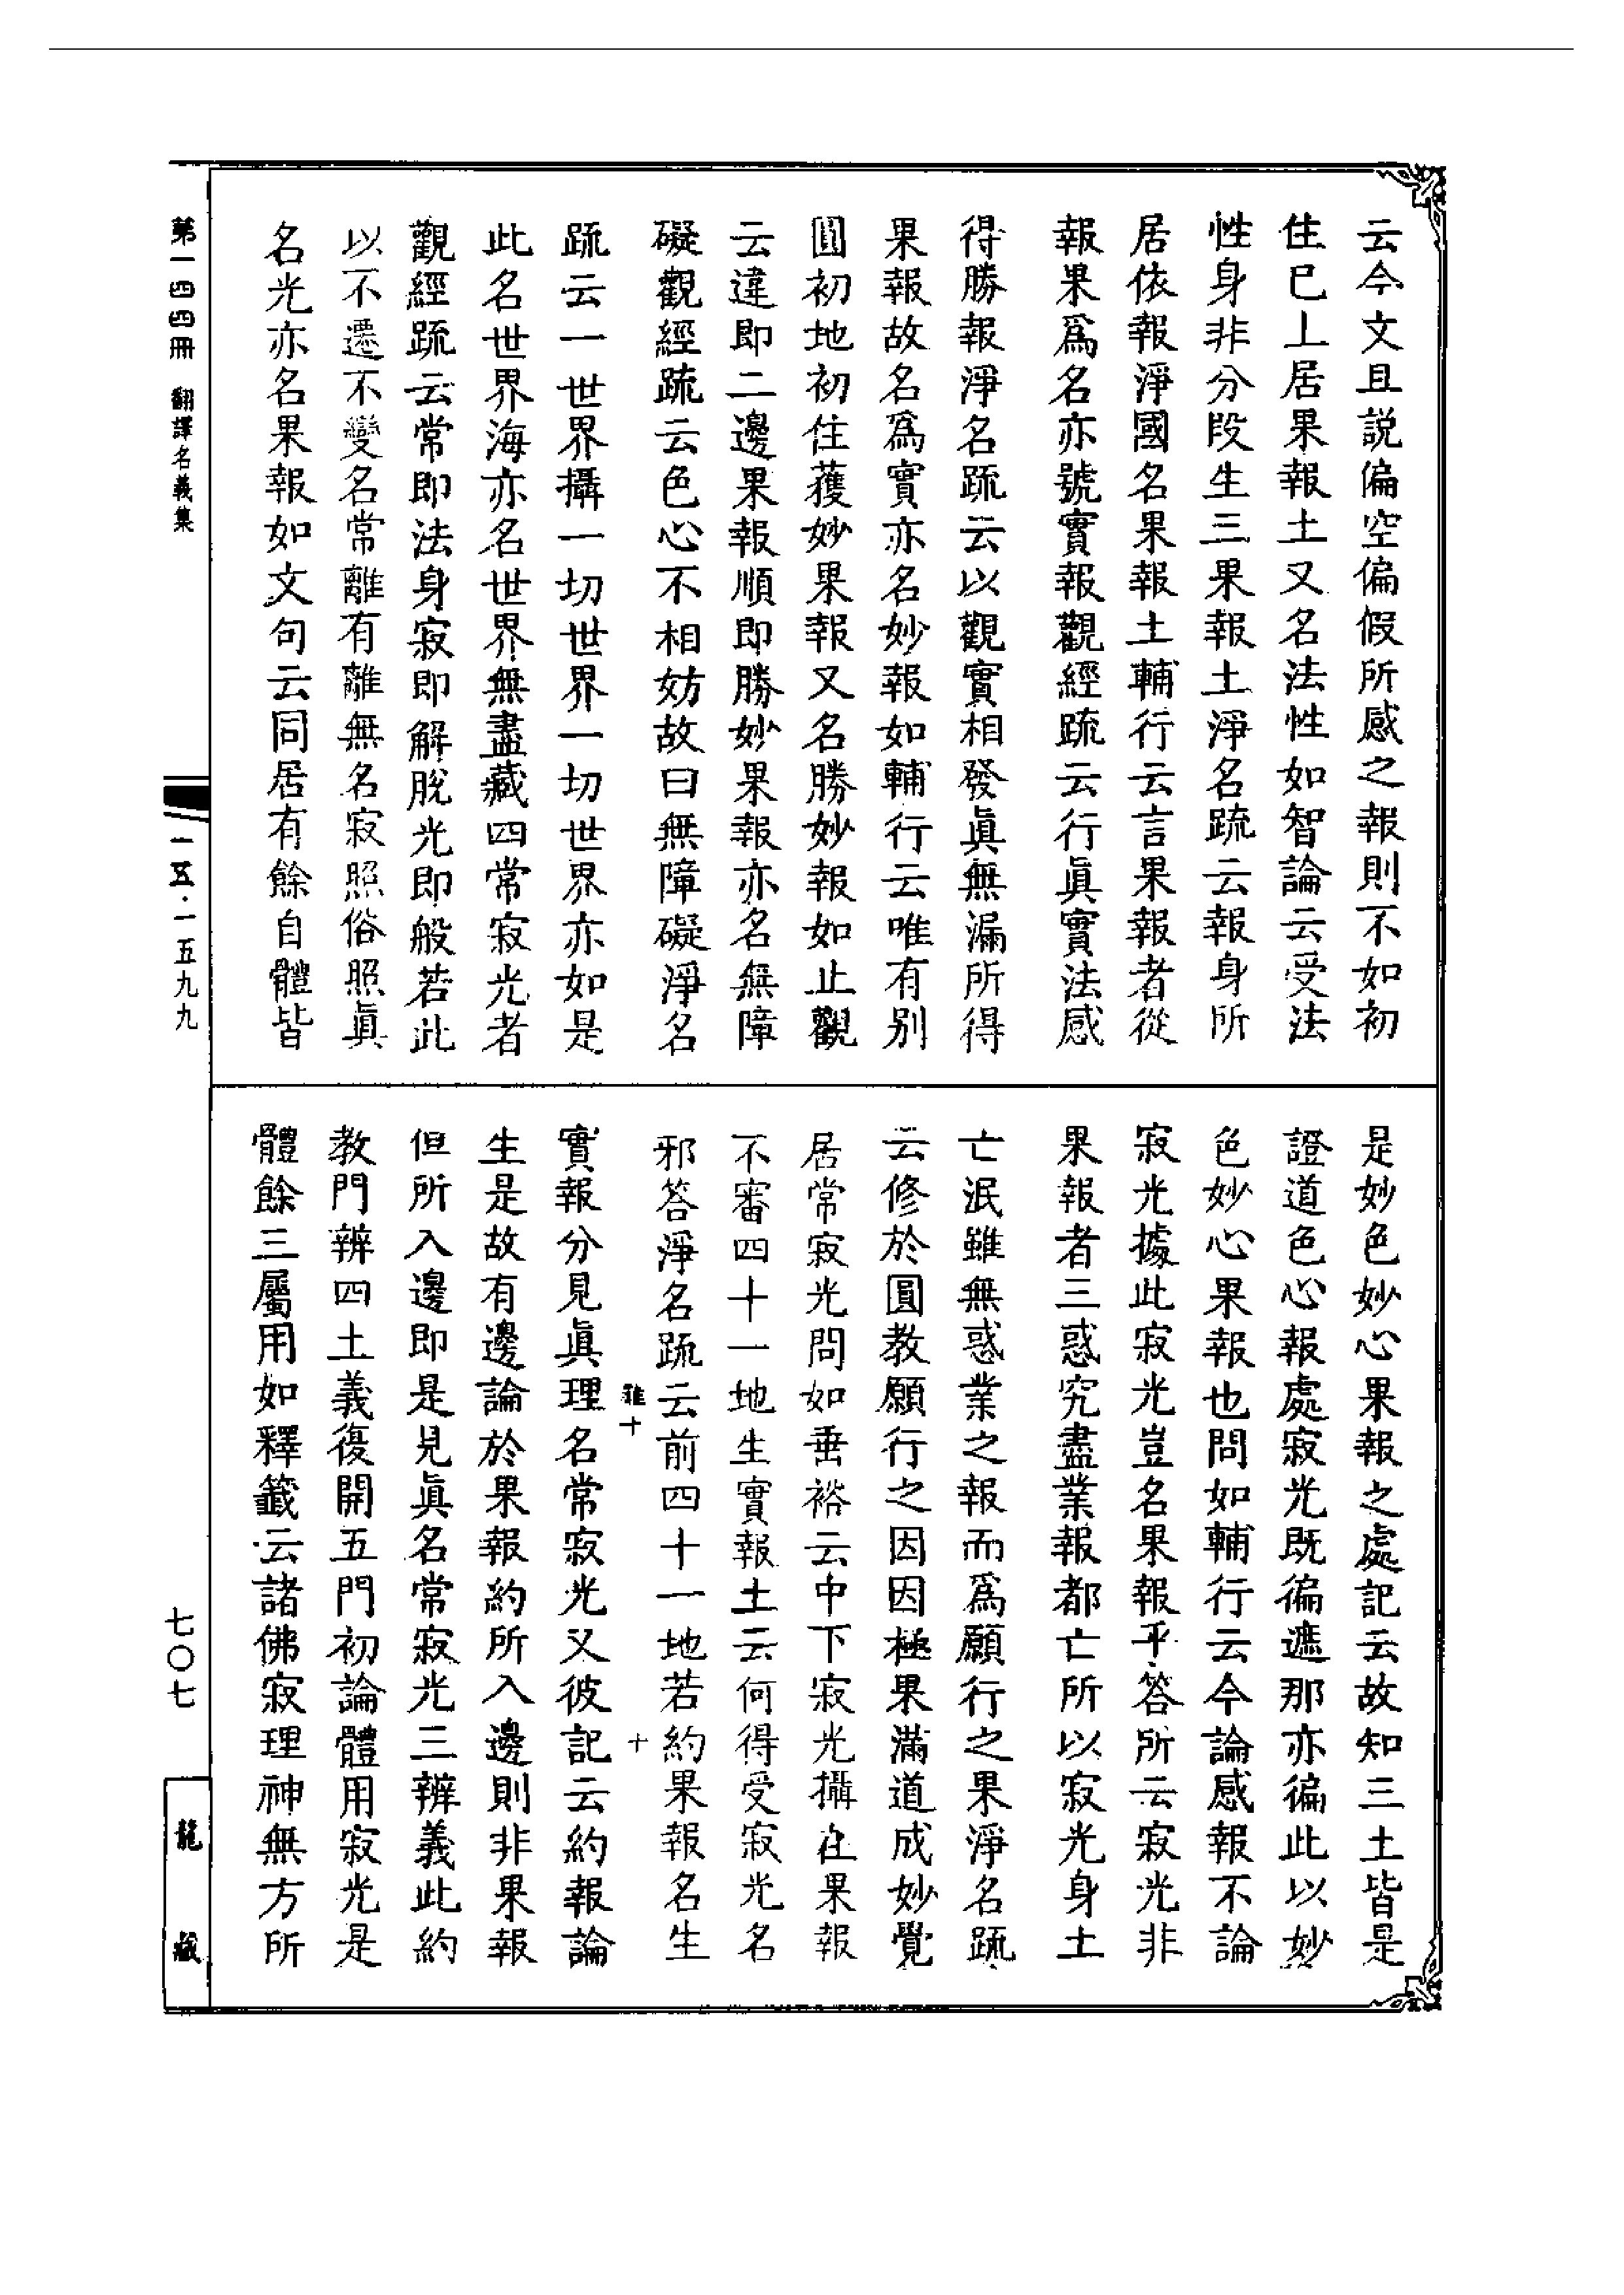 云今文且説偏空偏假所感之報則不如初
住已上居果報土又名法性如智論云受法
性身非分段生三果報土淨名疏云報身所
居依報淨國名果報土輔行云言果報者從
報果爲名亦號實報觀經疏云行眞實法感
得勝報淨名疏云以觀實相發眞無漏所得
果報故名爲實亦名妙報如輔行云唯有別
圓初地初住獲妙果報又名勝妙報如止觀
云違即二邊果報順即勝妙果報亦名無障
礙觀經疏云色心不相妨故曰無障礙淨名
疏云一世界攝一切世界一切世界亦如是
此名世界海亦名世界無盡藏四常寂光者
觀經疏云常即法身寂即解脫光即般若此
以不遷不變名常離有離無名寂照俗照眞
名光亦名果報如文句云同居有餘自體皆
是妙色妙心果報之處記云故知三土皆是
證道色心報處寂光既徧遮那亦徧此以妙
色妙心果報也問如輔行云今論感報不論
寂光據此寂光豈名果報乎答所云寂光非
果報者三惑究盡業報都亡所以寂光身土
亡泯雖無惑業之報而爲願行之果淨名疏
云修於圓教願行之因因極果滿道成妙覺
居常寂光問如垂裕云中下寂光攝在果報
不審四十一地生實報土云何得受寂光名
邪答淨名疏云前四十一地若約果報名生
雞十
十
實報分見眞理名常寂光又彼記云約報論
生是故有邊論於果報約所入邊則非果報
但所入邊即是見眞名常寂光三辨義此約
教門辨四土義復開五門初論體用寂光是
體餘三屬用如釋籤云諸佛寂理神無方所
第一四四冊 翻譯名義集
一五·一五九九
七〇七
龍藏